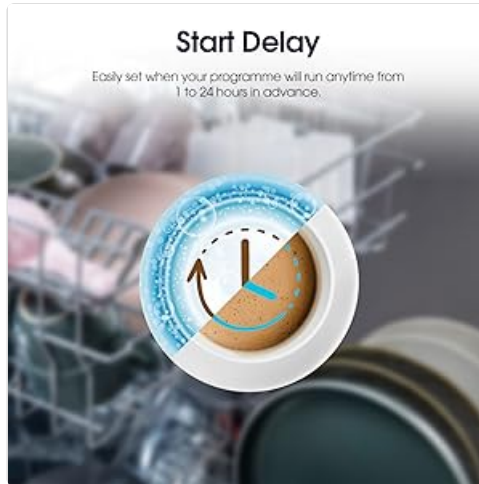 Start Delay
Easily set when your programme will run anytime from
1 to 24 hours in advance.